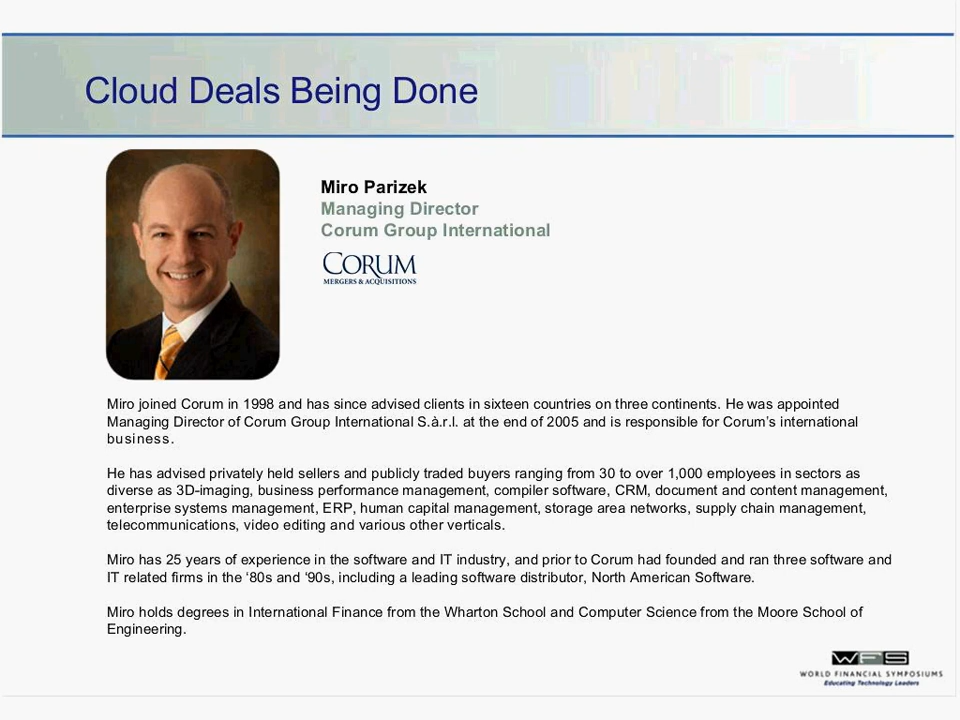 Cloud Deals Being Done
Miro Parizek
Managing Director
Corum Group International
CORUM
MERGERS & ACQUISITIONS
Miro joined Corum in 1998 and has since advised clients in sixteen countries on three continents. He was appointed
Managing Director of Corum Group International S.à.r.l. at the end of 2005 and is responsible for Corum’s international
business.
He has advised privately held sellers and publicly traded buyers ranging from 30 to over 1,000 employees in sectors as
diverse as 3D-imaging, business performance management, compiler software, CRM, document and content management,
enterprise systems management, ERP, human capital management, storage area networks, supply chain management,
telecommunications, video editing and various other verticals.
Miro has 25 years of experience in the software and IT industry, and prior to Corum had founded and ran three software and
IT related firms in the ‘80s and ‘90s, including a leading software distributor, North American Software.
Miro holds degrees in International Finance from the Wharton School and Computer Science from the Moore School of
Engineering.
WFS
WORLD FINANCIAL SYMPOSIUMS
Educating Technology Leaders